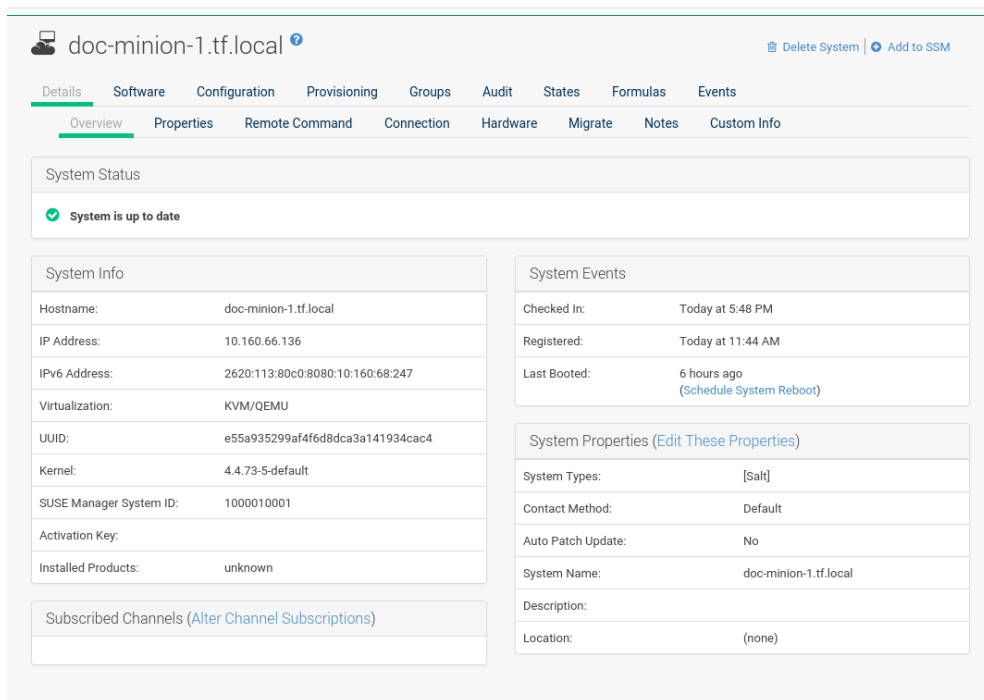 doc-minion-1.tf.local ?
Delete System | Add to SSM
Details Software Configuration Provisioning Groups Audit States Formulas Events
Overview Properties Remote Command Connection Hardware Migrate Notes Custom Info
System Status
System is up to date
System Info
Hostname: doc-minion-1.tf.local
IP Address: 10.160.66.136
IPv6 Address: 2620:113:80c0:8080:10:160:68:247
Virtualization: KVM/QEMU
UUID: e55a935299af4f6d8dca3a141934cac4
Kernel: 4.4.73-5-default
SUSE Manager System ID: 1000010001
Activation Key:
Installed Products: unknown
Subscribed Channels (Alter Channel Subscriptions)
System Events
Checked In: Today at 5:48 PM
Registered: Today at 11:44 AM
Last Booted: 6 hours ago
(Schedule System Reboot)
System Properties (Edit These Properties)
System Types: [Salt]
Contact Method: Default
Auto Patch Update: No
System Name: doc-minion-1.tf.local
Description:
Location: (none)